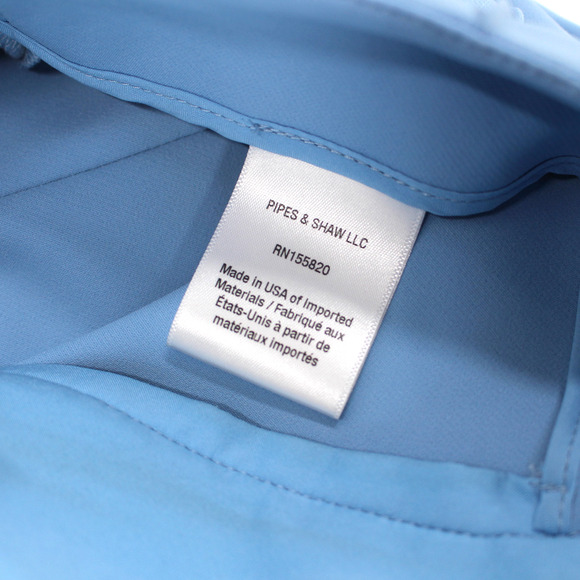 PIPES & SHAW LLC
RN155820
Made in USA of Imported
Materials / Fabriqué aux
États-Unis à partir de
matériaux importés